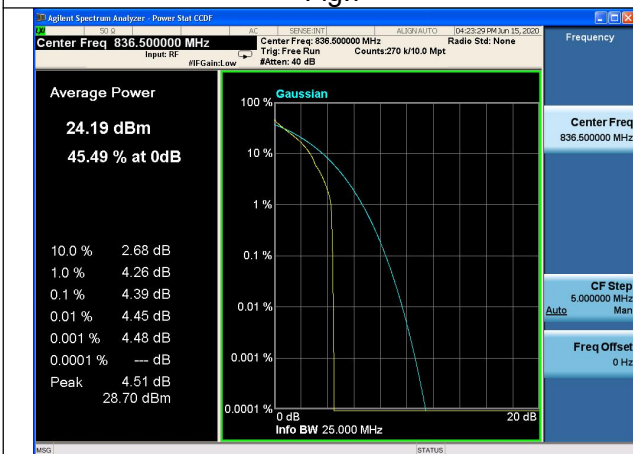 Agilent Spectrum Analyzer - Power Stat CCDF
50 Ω AC SENSE:INT ALIGNAUTO 04:23:29 PM Jun 15, 2020
Center Freq 836.500000 MHz
Input: RF
#IFGain:Low
Center Freq: 836.500000 MHz
Trig: Free Run Counts:270 k/10.0 Mpt
#Atten: 40 dB
Radio Std: None
Frequency
Average Power
24.19 dBm
45.49 % at 0dB
10.0 % 2.68 dB
1.0 % 4.26 dB
0.1 % 4.39 dB
0.01 % 4.45 dB
0.001 % 4.48 dB
0.0001 % --- dB
Peak 4.51 dB
28.70 dBm
Gaussian
100 %
10 %
1 %
0.1 %
0.01 %
0.001 %
0.0001 %
0 dB 20 dB
Info BW 25.000 MHz
Center Freq
836.500000 MHz
CF Step
5.000000 MHz
Auto Man
Freq Offset
0 Hz
MSG STATUS